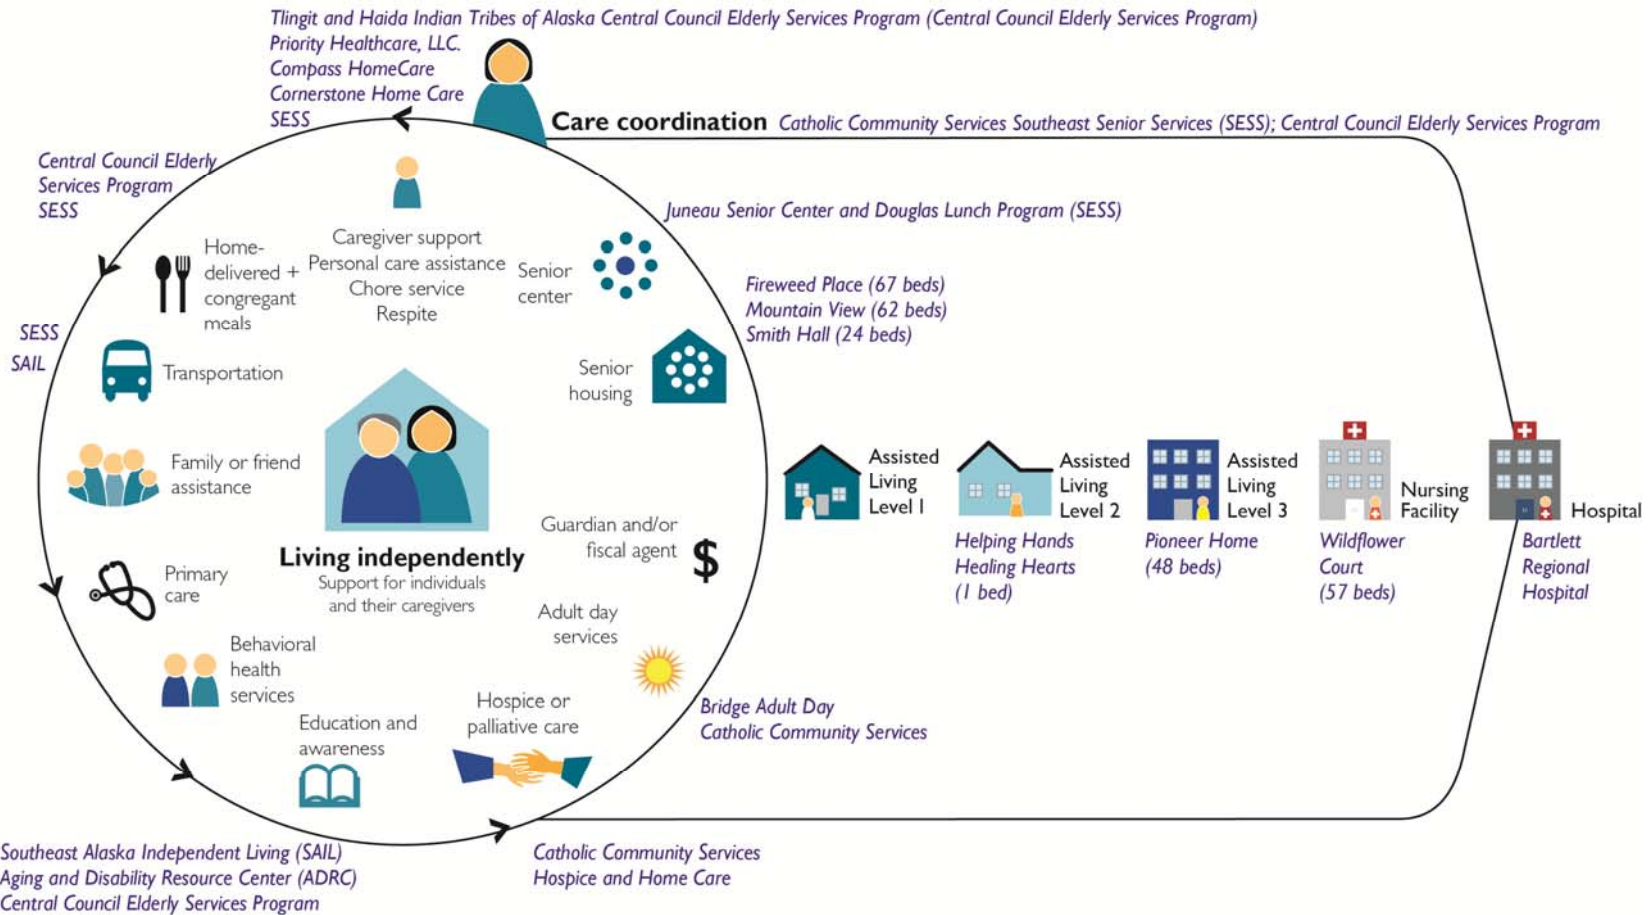 Tlingit and Haida Indian Tribes of Alaska Central Council Elderly Services Program (Central Council Elderly Services Program)
Priority Healthcare, LLC.
Compass HomeCare
Cornerstone Home Care
SESS
Care coordination Catholic Community Services Southeast Senior Services (SESS); Central Council Elderly Services Program
Central Council Elderly
Services Program
SESS
Juneau Senior Center and Douglas Lunch Program (SESS)
Home-
delivered +
congregant
meals
Caregiver support
Personal care assistance
Chore service
Respite
Senior
center
Fireweed Place (67 beds)
Mountain View (62 beds)
Smith Hall (24 beds)
SESS
SAIL
Transportation
Senior
housing
Family or friend
assistance
Living independently
Support for individuals
and their caregivers
Guardian and/or
fiscal agent
$
Primary
care
Adult day
services
Behavioral
health
services
Education and
awareness
Hospice or
palliative care
Bridge Adult Day
Catholic Community Services
Assisted
Living
Level 1
Assisted
Living
Level 2
Helping Hands
Healing Hearts
(1 bed)
Assisted
Living
Level 3
Pioneer Home
(48 beds)
Nursing
Facility
Wildflower
Court
(57 beds)
Hospital
Bartlett
Regional
Hospital
Southeast Alaska Independent Living (SAIL)
Aging and Disability Resource Center (ADRC)
Central Council Elderly Services Program
Catholic Community Services
Hospice and Home Care